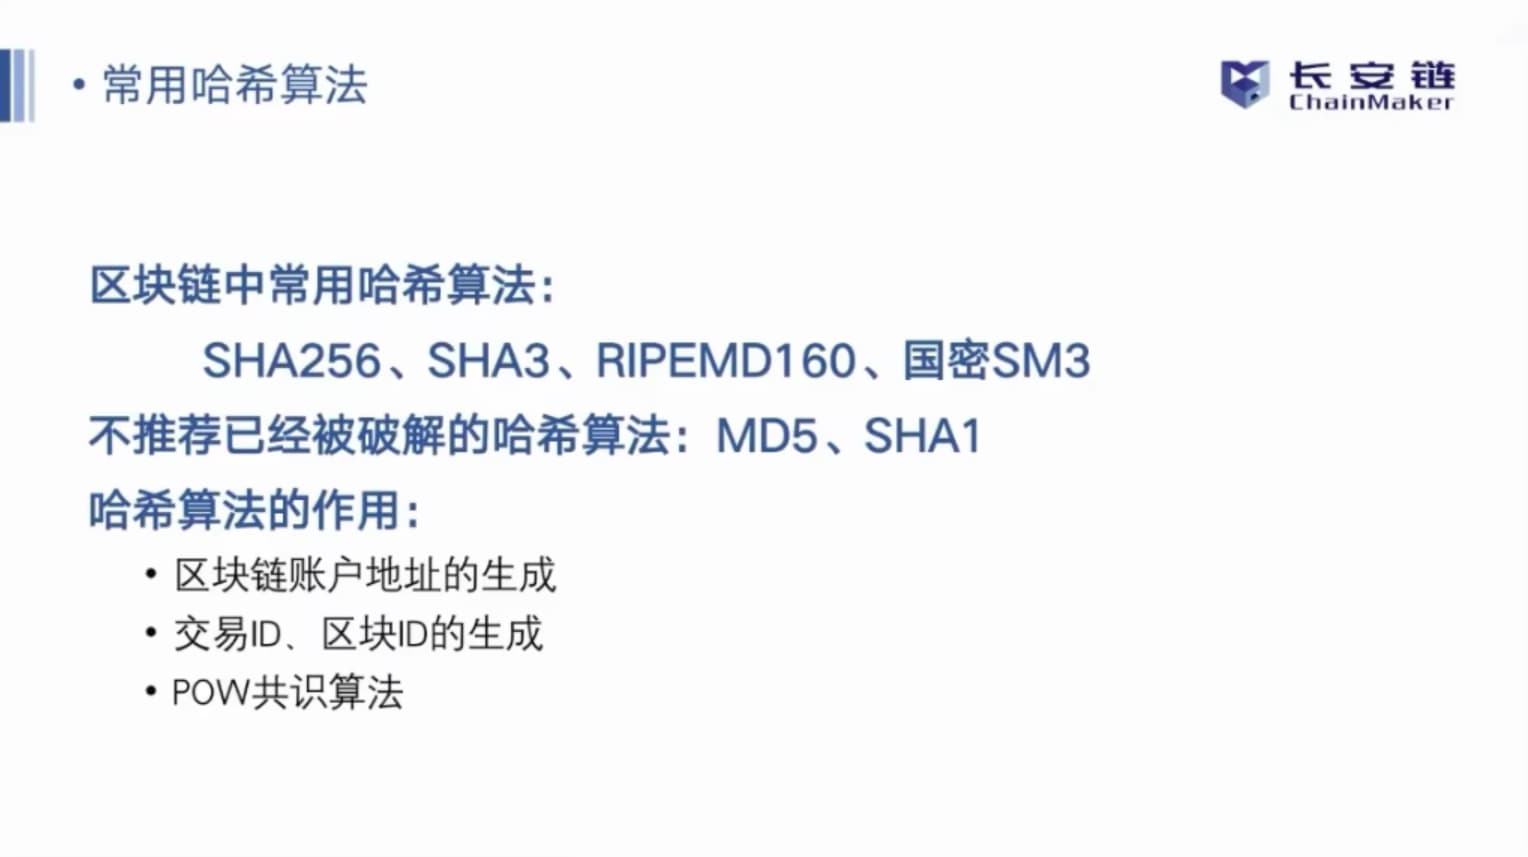 • 常用哈希算法
长安链
ChainMaker
区块链中常用哈希算法：
SHA256、SHA3、RIPEMD160、国密SM3
不推荐已经被破解的哈希算法：MD5、SHA1
哈希算法的作用：
• 区块链账户地址的生成
• 交易ID、区块ID的生成
• POW共识算法